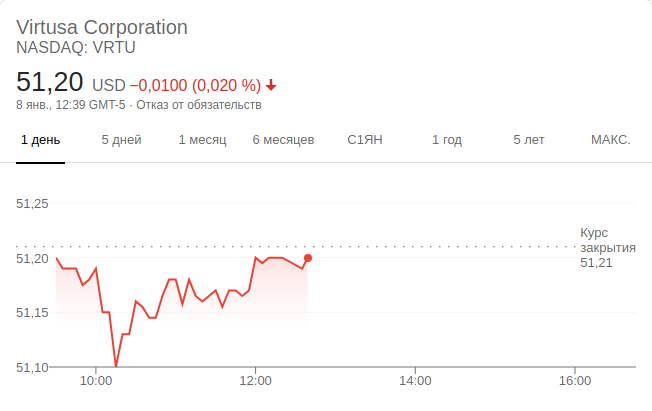 Virtusa Corporation
NASDAQ: VRTU
51,20 USD −0,0100 (0,020 %)
8 янв., 12:39 GMT-5 · Отказ от обязательств
1 день 5 дней 1 месяц 6 месяцев С1ЯН 1 год 5 лет МАКС.
51,25
Курс
закрытия
51,20
51,21
51,15
51,10
10:00 12:00 14:00 16:00